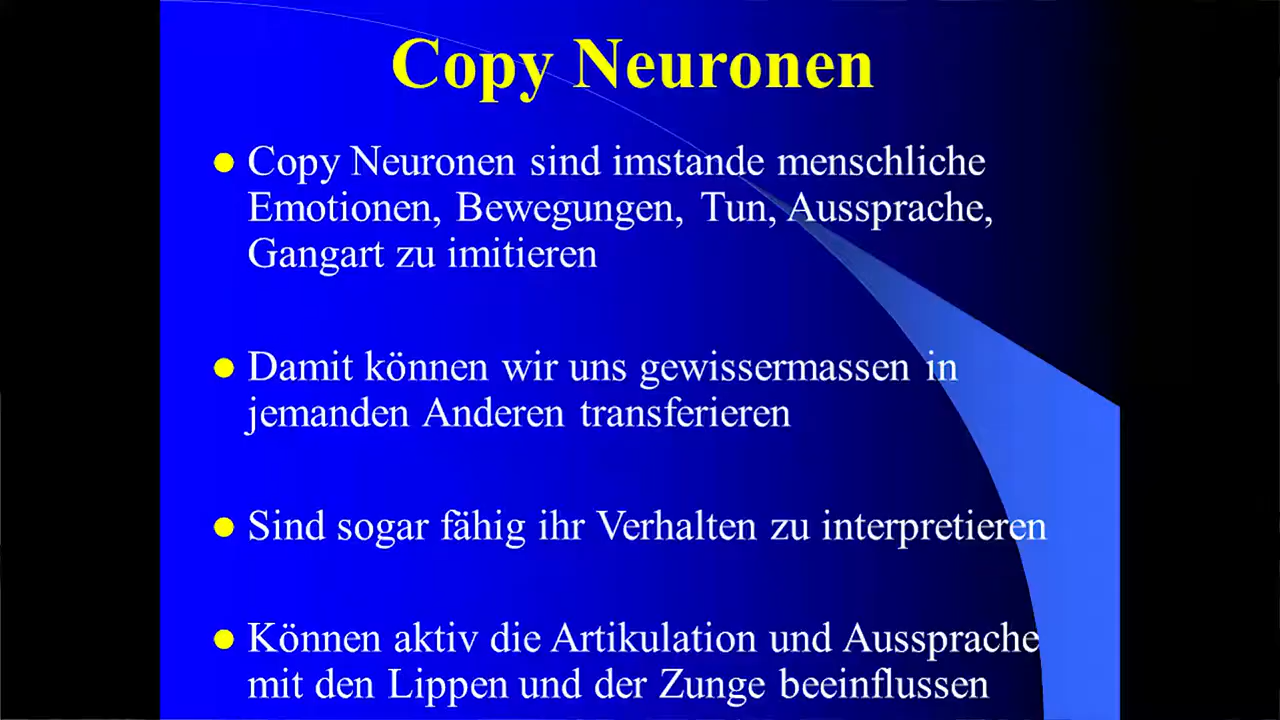 Copy Neuronen
Copy Neuronen sind imstande menschliche
Emotionen, Bewegungen, Tun, Aussprache,
Gangart zu imitieren
Damit können wir uns gewissermassen in
jemanden Anderen transferieren
Sind sogar fähig ihr Verhalten zu interpretieren
Können aktiv die Artikulation und Aussprache
mit den Lippen und der Zunge beeinflussen